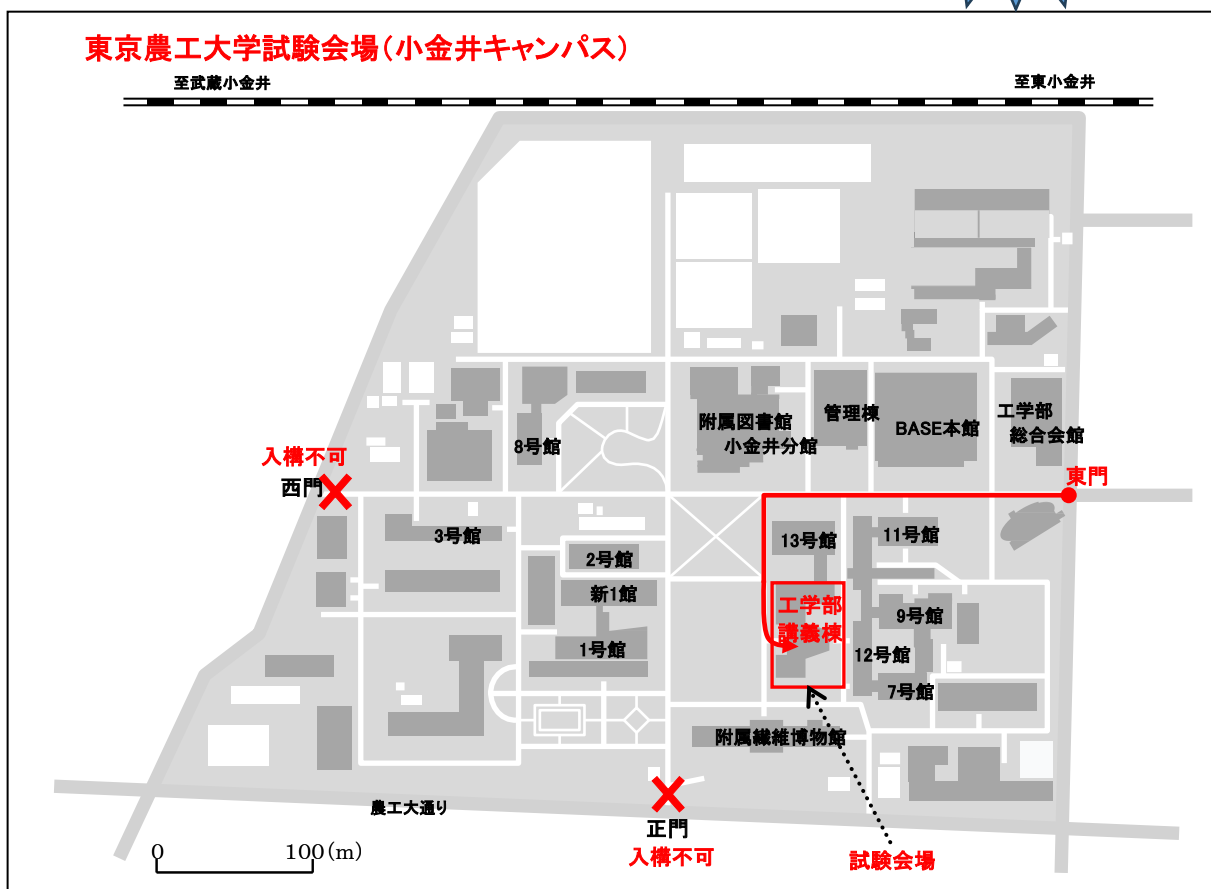 東京農工大学試験会場(小金井キャンパス)
至武蔵小金井
至東小金井
附属図書館
小金井分館
管理棟
BASE本館
工学部
総合会館
8号館
入構不可
西門
東門
3号館
2号館
新1館
1号館
13号館
11号館
工学部
講義棟
9号館
12号館
7号館
附属繊維博物館
農工大通り
正門
入構不可
試験会場
0
100(m)